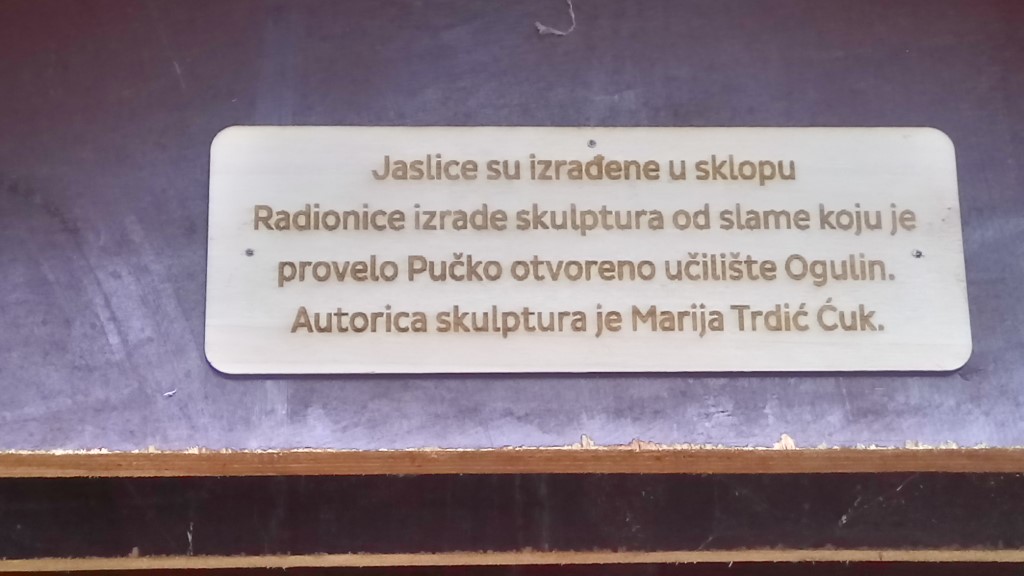 Jaslice su izrađene u sklopu
Radionice izrade skulptura od slame koju je
provelo Pučko otvoreno učilište Ogulin.
Autorica skulptura je Marija Trdić Ćuk.